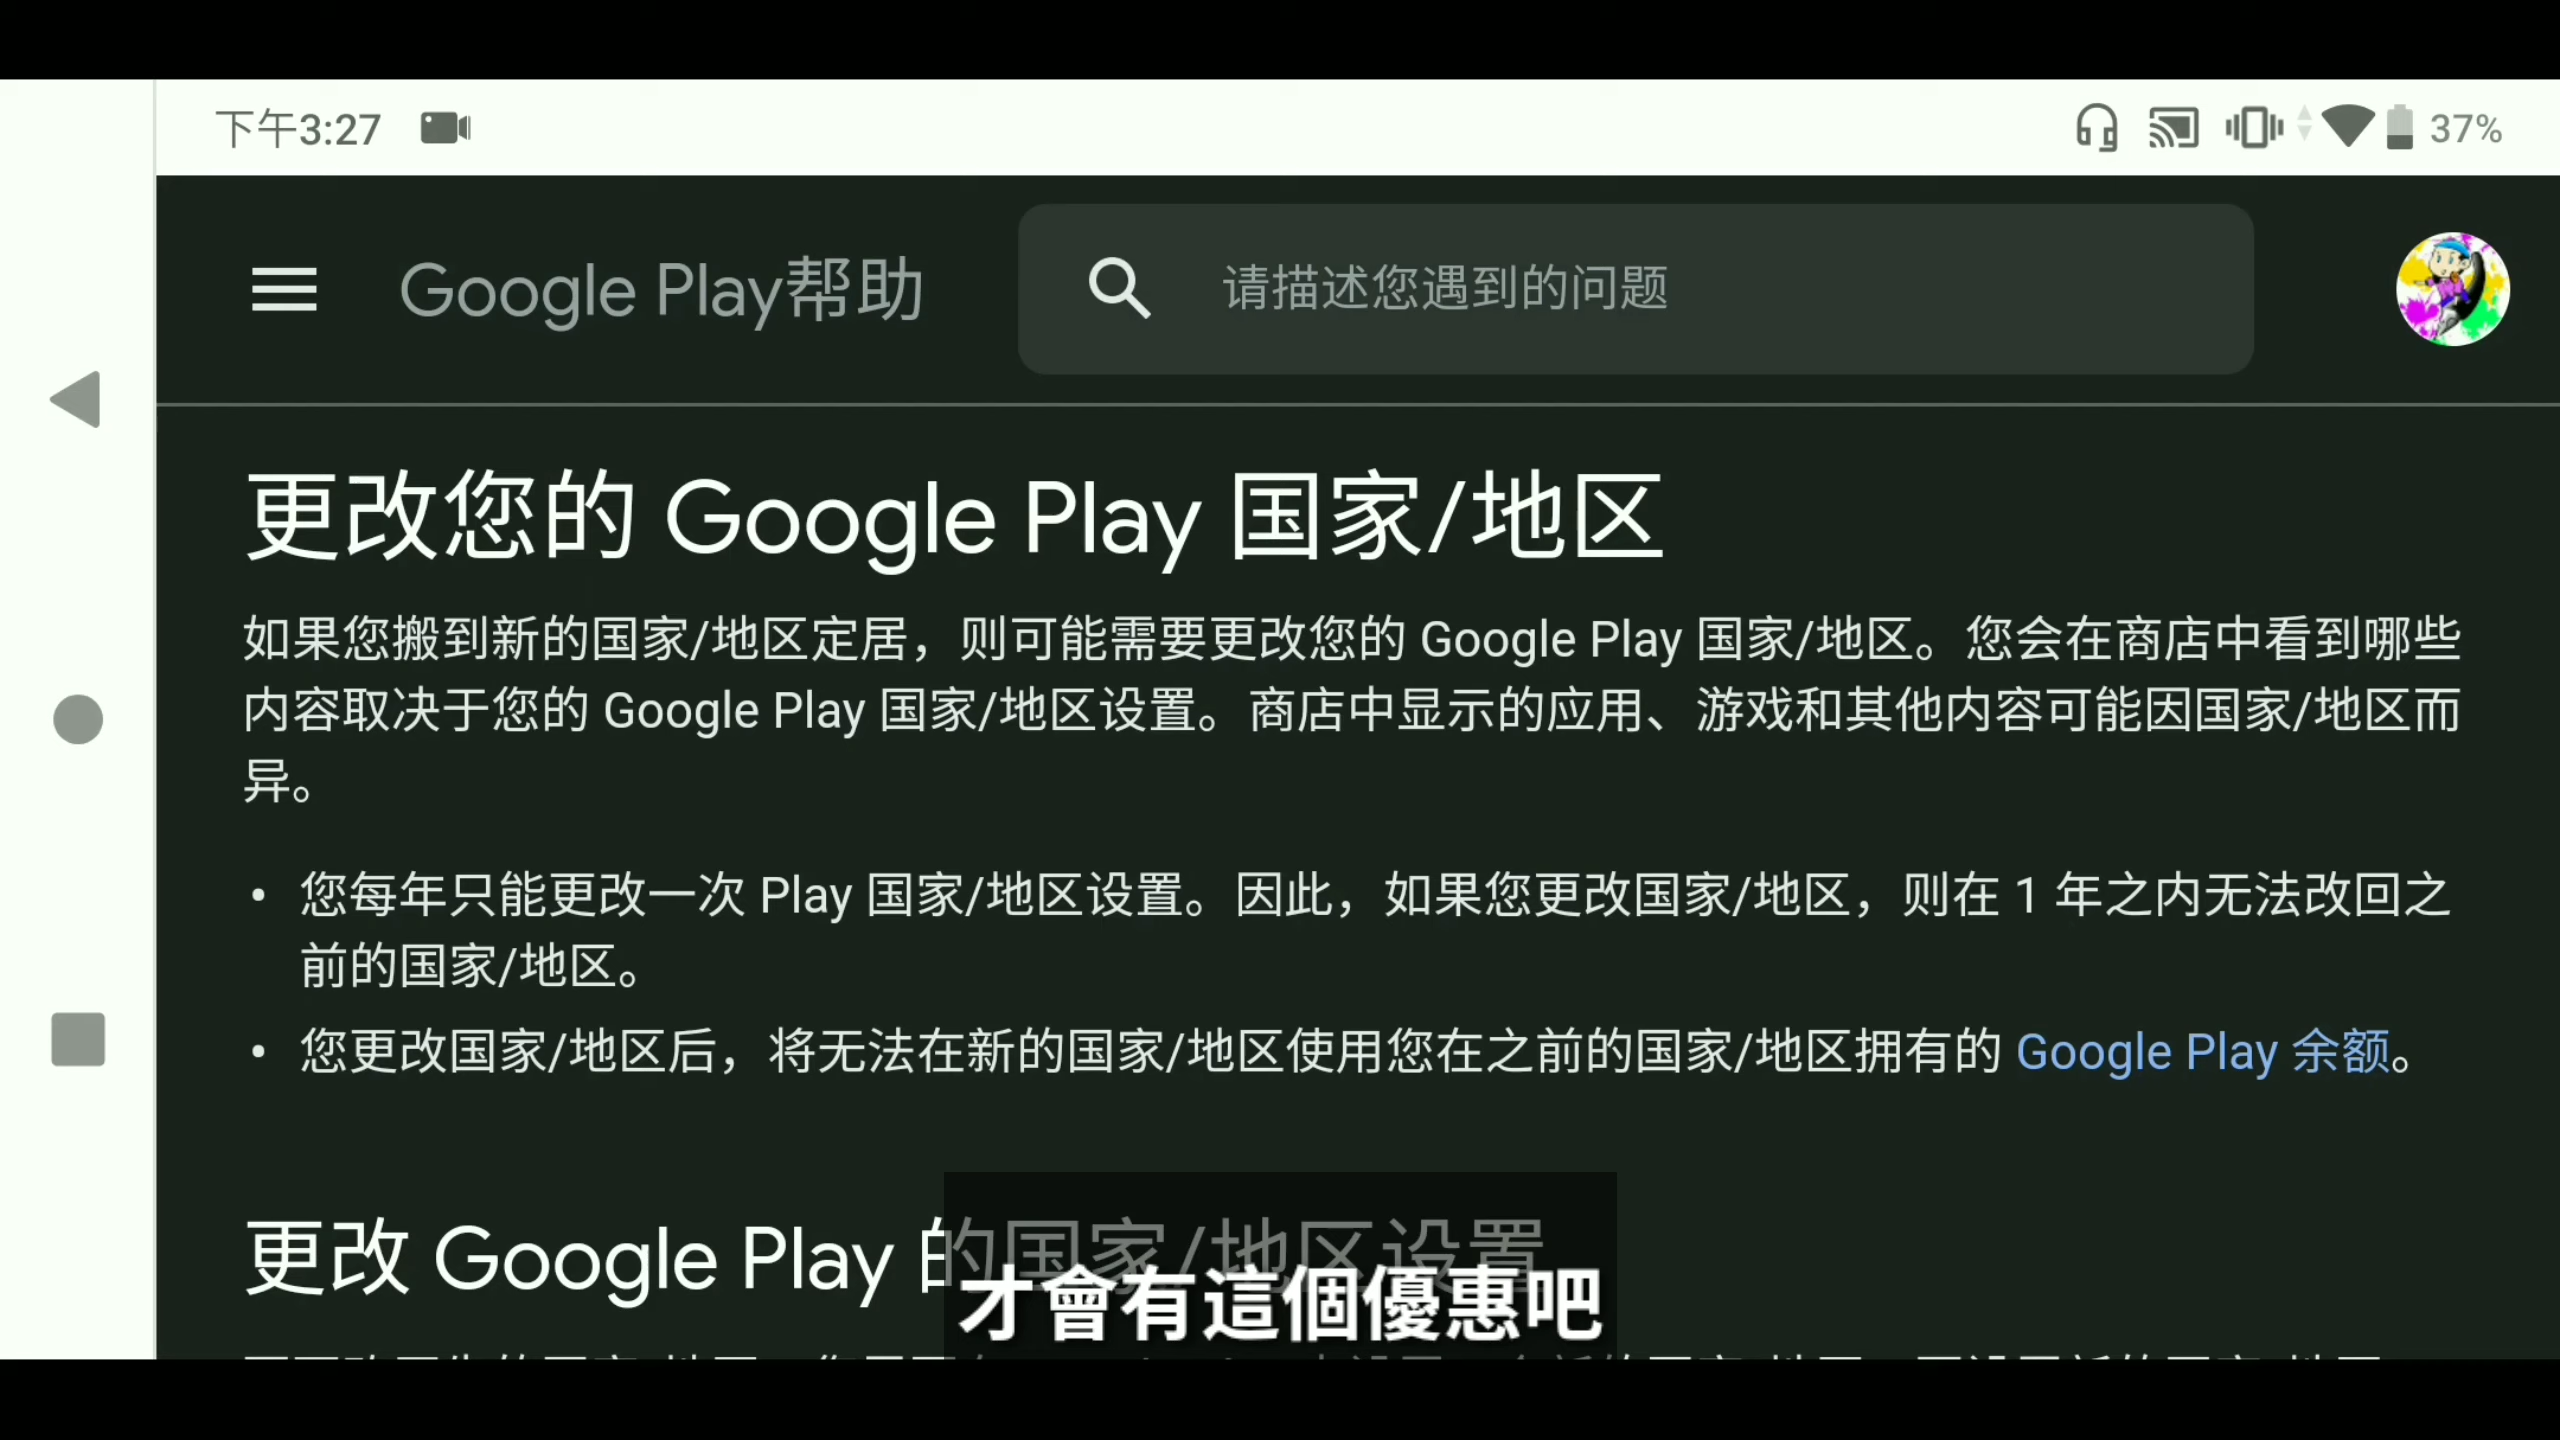 下午3:27
37%
Google Play帮助
请描述您遇到的问题
更改您的 Google Play 国家/地区
如果您搬到新的国家/地区定居，则可能需要更改您的 Google Play 国家/地区。您会在商店中看到哪些
内容取决于您的 Google Play 国家/地区设置。商店中显示的应用、游戏和其他内容可能因国家/地区而
异。
• 您每年只能更改一次 Play 国家/地区设置。因此，如果您更改国家/地区，则在 1 年之内无法改回之
前的国家/地区。
• 您更改国家/地区后，将无法在新的国家/地区使用您在之前的国家/地区拥有的 Google Play 余额。
更改 Google Play 的国家/地区设置
才會有這個優惠吧